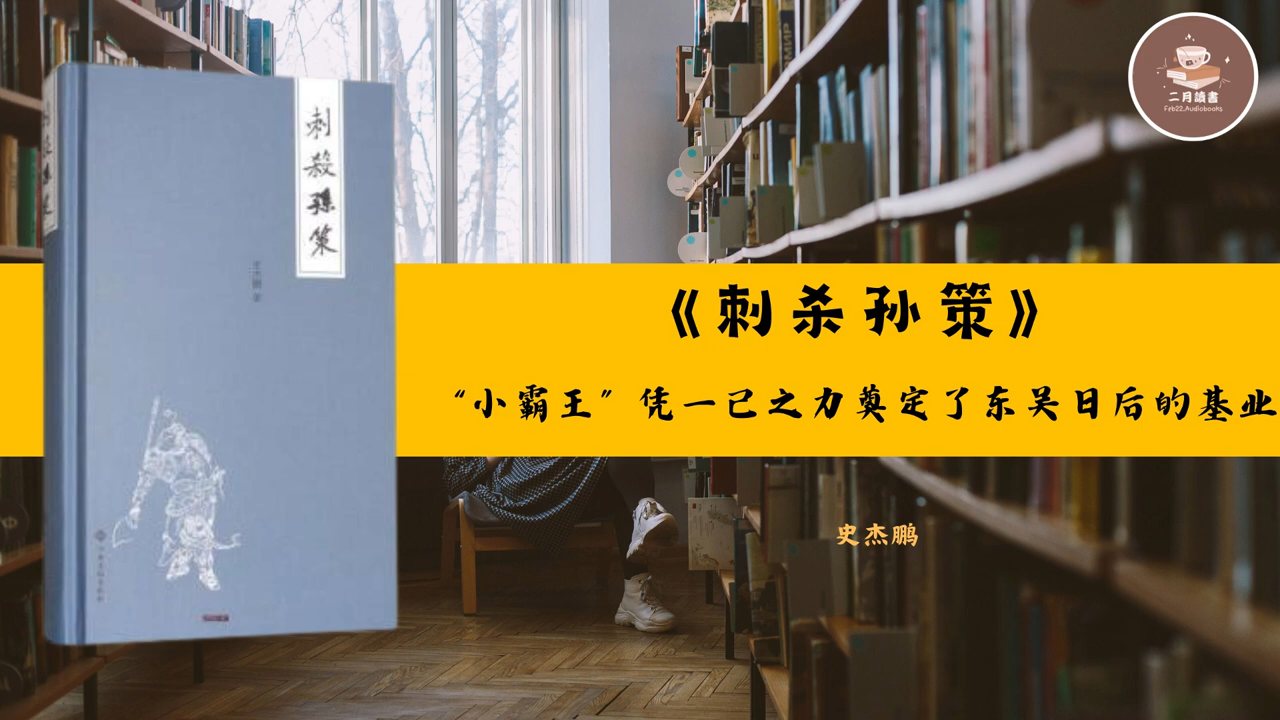 刺殺孫策
《刺杀孙策》
“小霸王”凭一己之力奠定了东吴日后的基业
史杰鹏
二月讀書
Feb22.Audiobooks